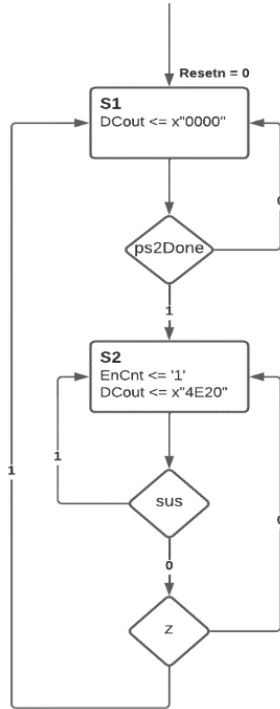 Resetn = 0
S1
DCout <= x"0000"
0
ps2Done
1
S2
EnCnt <= '1'
DCout <= x"4E20"
1
1
sus
0
0
z